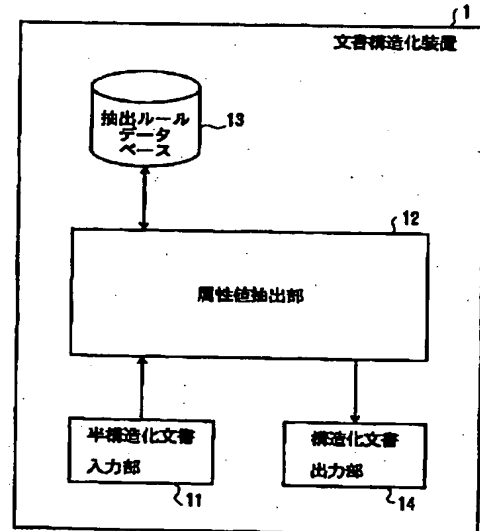 1
文書構造化装置
抽出ルール
データ
ベース
13
12
属性値抽出部
半構造化文書
入力部
11
構造化文書
出力部
14